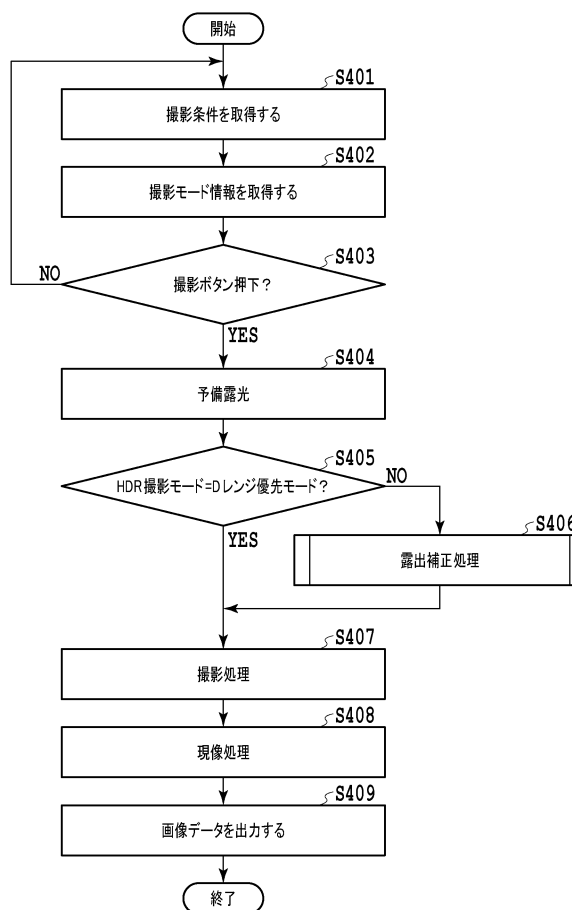 開始
S401
撮影条件を取得する
S402
撮影モード情報を取得する
S403
撮影ボタン押下？
NO
YES
S404
予備露光
S405
HDR撮影モード=Dレンジ優先モード？
NO
YES
S406
露出補正処理
S407
撮影処理
S408
現像処理
S409
画像データを出力する
終了